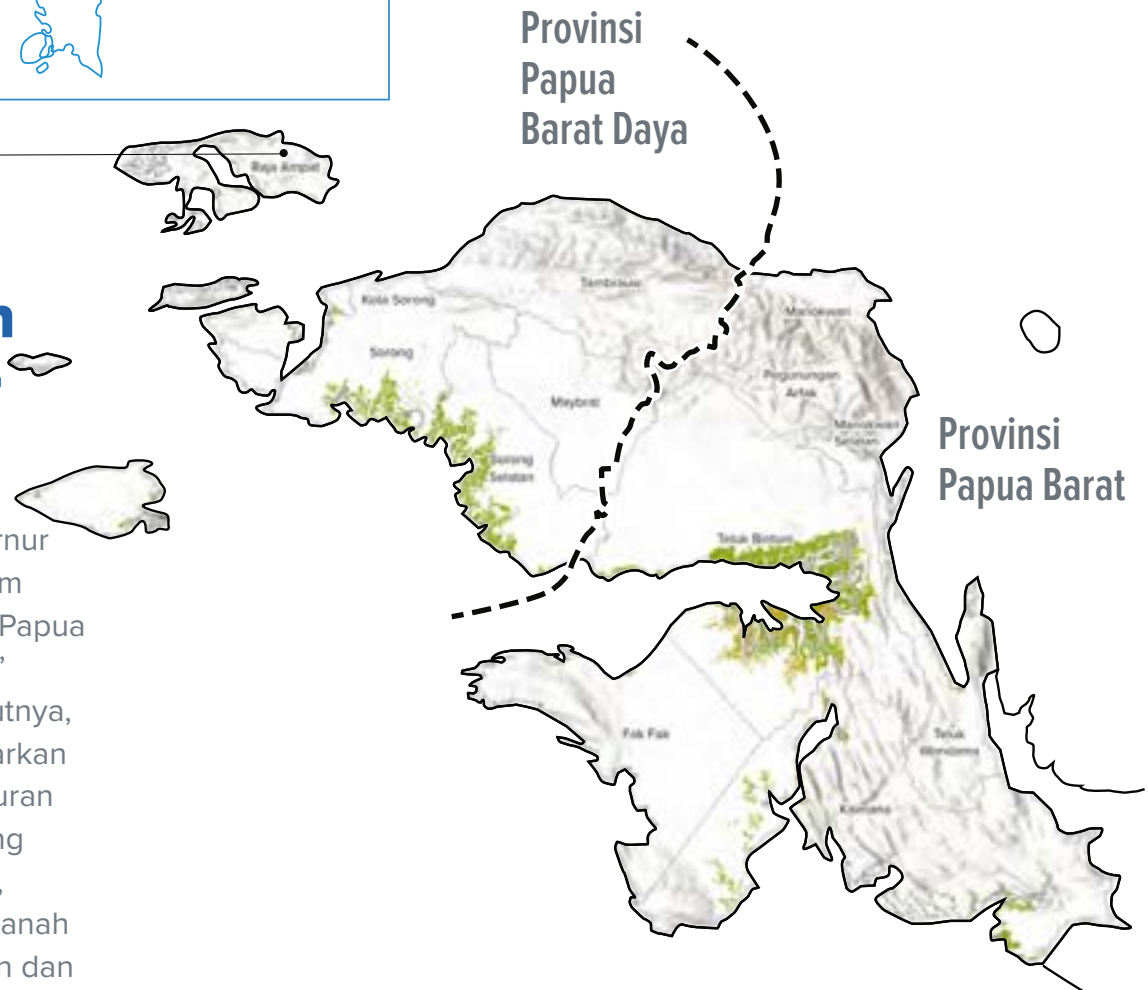 Provinsi
Papua
Barat Daya
Raja Ampat
Tambrauw
Kota Sorong
Manokwari
Sorong
Pegunungan
Arfak
Maybrat
Manokwari
Selatan
Provinsi
Papua Barat
Sorong
Selatan
Teluk Bintuni
Fak Fak
Teluk
Wondama
Kaimana
n
rnur
m
Papua
,
utnya,
arkan
uran
ng
,
anah
n dan